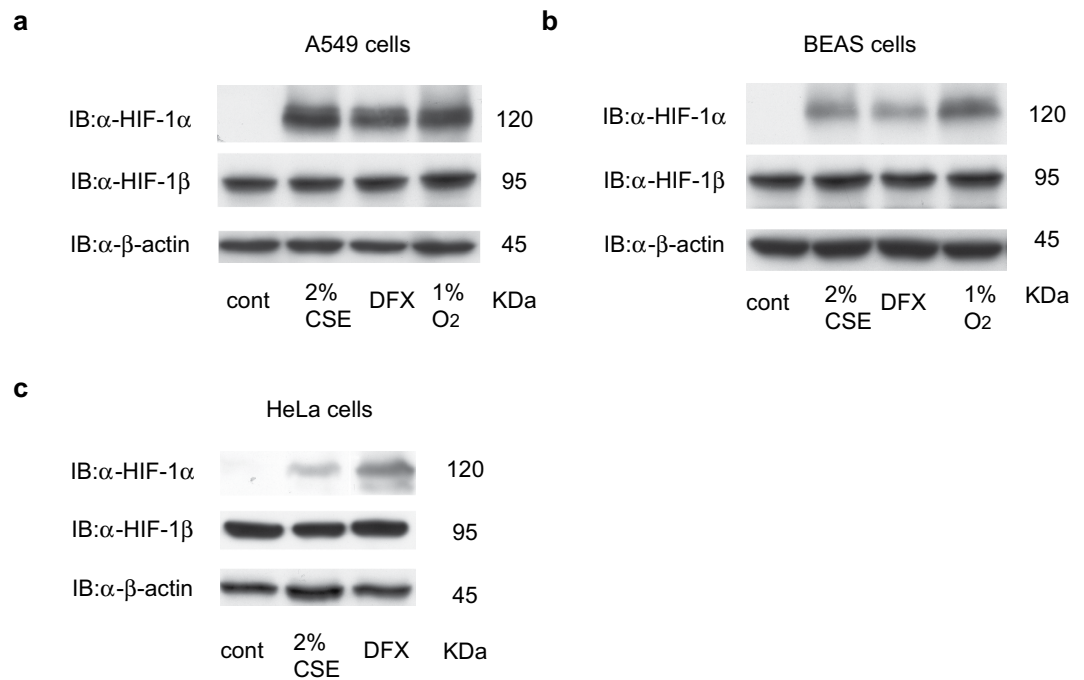 a
A549 cells
IB:α-HIF-1α
120
IB:α-HIF-1β
95
IB:α-β-actin
45
cont
2%
CSE
DFX
1%
O2
KDa
b
BEAS cells
IB:α-HIF-1α
120
IB:α-HIF-1β
95
IB:α-β-actin
45
cont
2%
CSE
DFX
1%
O2
KDa
c
HeLa cells
IB:α-HIF-1α
120
IB:α-HIF-1β
95
IB:α-β-actin
45
cont
2%
CSE
DFX
KDa